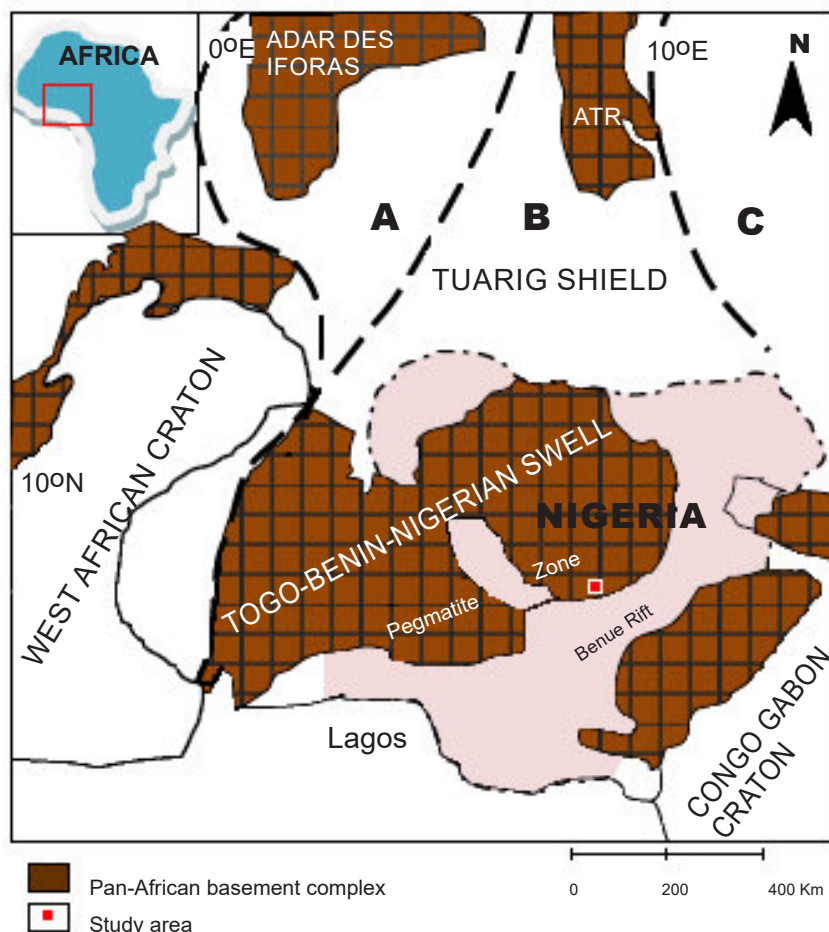 AFRICA
0oE
ADAR DES
IFORAS
10oE
N
ATR
A
B
C
TUARIG SHIELD
WEST AFRICAN CRATON
10oN
TOGO-BENIN-NIGERIAN SWELL
NIGERIA
Pegmatite
Zone
Benue Rift
Lagos
CONGO GABON
CRATON
Pan-African basement complex
Study area
0 200 400 Km